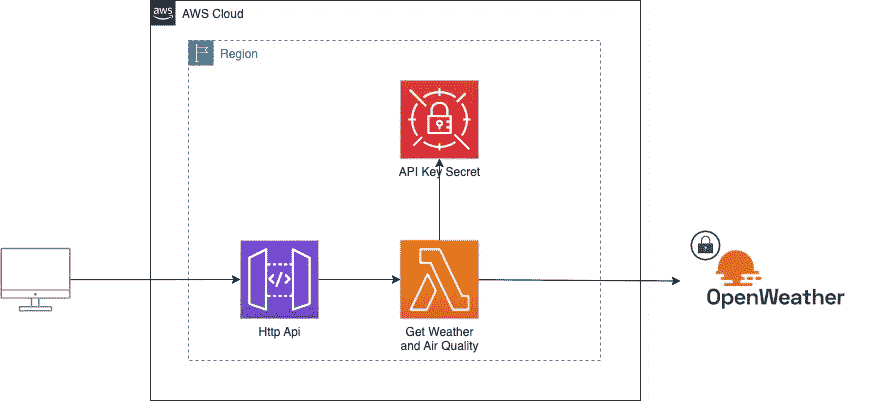 aws
AWS Cloud
Region
API Key Secret
</>
Http Api
Get Weather
and Air Quality
OpenWeather